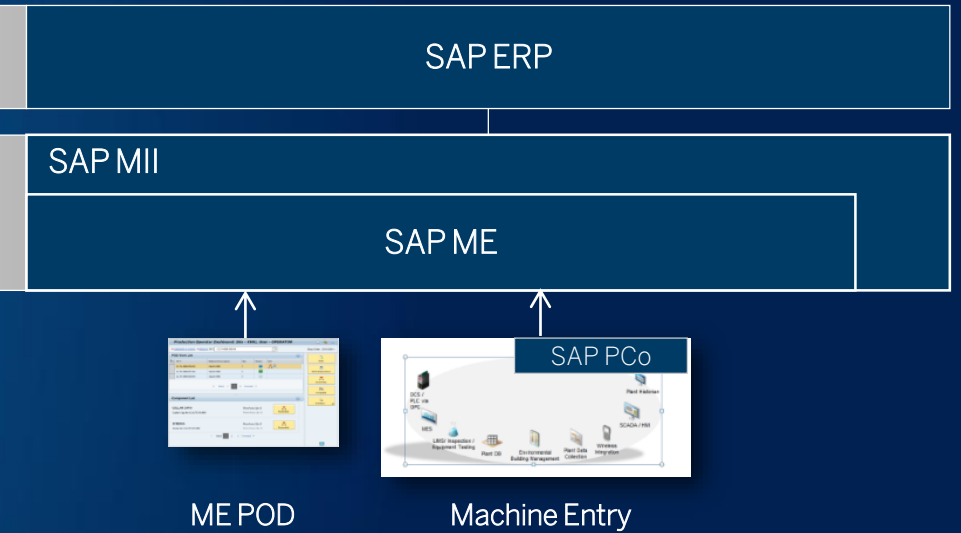 SAP ERP
SAP MII
SAP ME
SAP PCo
DCS /
PLC via
OPC
MES
LIMS/ Inspection /
Equipment Testing
Plant DB
Environmental
Building Management
Plant Data
Collection
Wireless
Integration
SCADA / HMI
Plant Historian
ME POD
Machine Entry